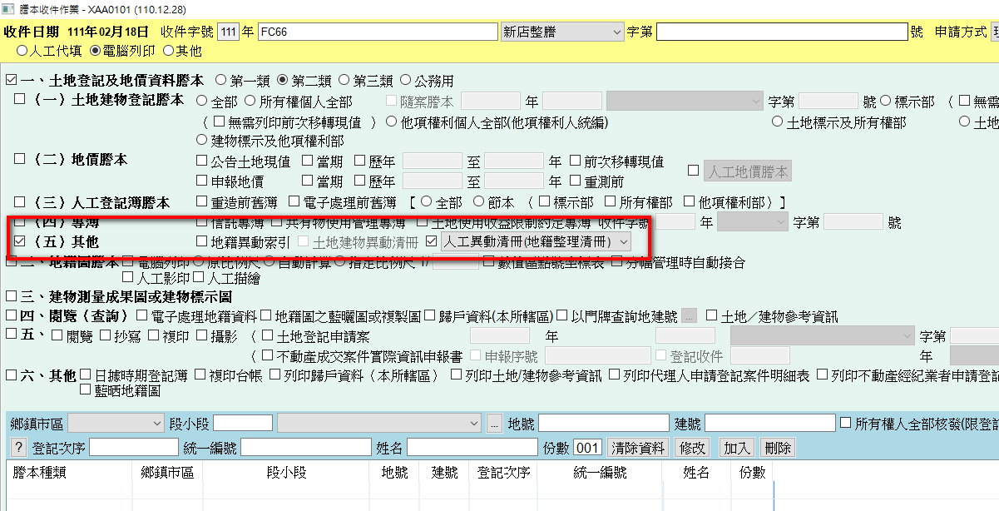 謄本收件作業 - XAA0101 (110.12.28)
收件日期 111年02月18日 收件字號 111 年 FC66 新店整謄 字第 號 申請方式
人工代填 電腦列印 其他
一、土地登記及地價資料謄本 第一類 第二類 第三類 公務用
（一）土地建物登記謄本 全部 所有權個人全部 隨案謄本 年 字第 號 標示部 （ 無需
（ 無需列印前次移轉現值 ） 他項權利個人全部(他項權利人統編) 土地標示及所有權部 土地
建物標示及他項權利部
（二）地價謄本 公告土地現值 當期 歷年 至 年 前次移轉現值 人工地價謄本
申報地價 當期 歷年 至 年 重測前
（三）人工登記簿謄本 重造前舊簿 電子處理前舊簿 【 全部 節本 （ 標示部 所有權部 他項權利部）】
（四）專簿 信託專簿 共有物使用管理專簿 土地使用收益限制約定專簿 收件字號 年 字第 號
（五）其他 地籍異動索引 土地建物異動清冊 人工異動清冊(地籍整理清冊)
二、地籍圖謄本 電腦列印 原比例尺 自動計算 指定比例尺 1/ 數值區點號坐標表 分幅管理時自動接合
人工影印 人工描繪
三、建物測量成果圖或建物標示圖
四、閱覽（查詢） 電子處理地籍資料 地籍圖之藍曬圖或複製圖 歸戶資料(本所轄區) 以門牌查詢地建號 ... 土地／建物參考資訊
五、 閱覽 抄寫 複印 攝影 （ 土地登記申請案 年 字第
（ 不動產成交案件實際資訊申報書 申報序號 登記收件 年
六、其他 日據時期登記簿 複印台帳 列印歸戶資料（本所轄區） 列印土地/建物參考資訊 列印代理人申請登記案件明細表 列印不動產經紀業者申請登記
藍晒地籍圖
鄉鎮市區 段小段 ... 地號 建號 所有權人全部核發(限登記
? 登記次序 統一編號 姓名 份數 001 清除資料 修改 加入 刪除
謄本種類 鄉鎮市區 段小段 地號 建號 登記次序 統一編號 姓名 份數